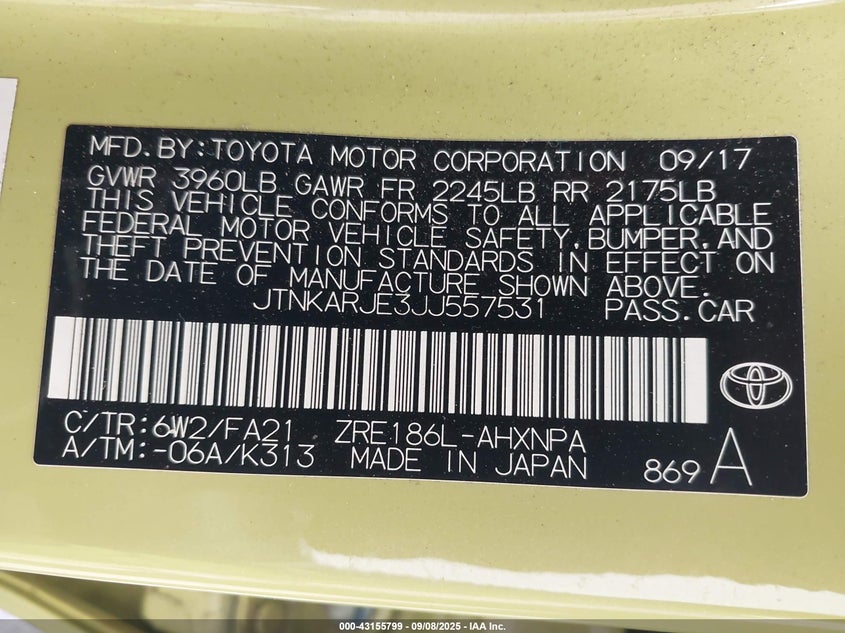 MFD.BY:TOYOTA MOTOR CORPORATION 09/17
GVWR 3960LB GAWR FR 2245LB RR 2175LB
THIS VEHICLE CONFORMS TO ALL APPLICABLE
FEDERAL MOTOR VEHICLE SAFETY.BUMPER.AND
THEFT PREVENTION STANDARDS IN EFFECT ON
THE DATE OF MANUFACTURE SHOWN ABOVE.
JTNKARJE3JJ557531 PASS.CAR
C/TR:6W2/FA21 ZRE186L-AHXNPA
A/TM:-06A/K313 MADE IN JAPAN 869 A
000-43155799 - 09/08/2025 - IAA Inc.